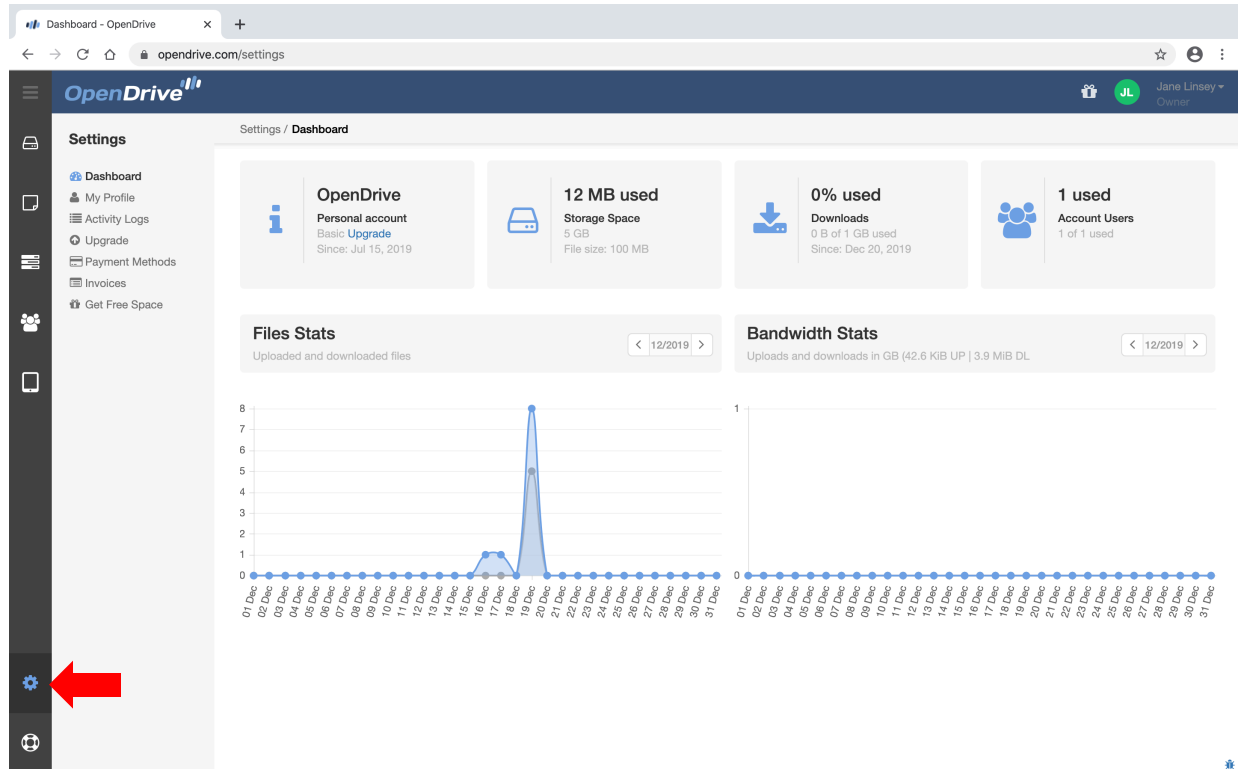 Dashboard - OpenDrive
opendrive.com/settings
OpenDrive
JL
Jane Linsey
Owner
Settings
Dashboard
My Profile
Activity Logs
Upgrade
Payment Methods
Invoices
Get Free Space
Settings / Dashboard
OpenDrive
Personal account
Basic Upgrade
Since: Jul 15, 2019
12 MB used
Storage Space
5 GB
File size: 100 MB
0% used
Downloads
0 B of 1 GB used
Since: Dec 20, 2019
1 used
Account Users
1 of 1 used
Files Stats
Uploaded and downloaded files
12/2019
Bandwidth Stats
Uploads and downloads in GB (42.6 KiB UP | 3.9 MiB DL
12/2019
8
7
6
5
4
3
2
1
0
01 Dec
02 Dec
03 Dec
04 Dec
05 Dec
06 Dec
07 Dec
08 Dec
09 Dec
10 Dec
11 Dec
12 Dec
13 Dec
14 Dec
15 Dec
16 Dec
17 Dec
18 Dec
19 Dec
20 Dec
21 Dec
22 Dec
23 Dec
24 Dec
25 Dec
26 Dec
27 Dec
28 Dec
29 Dec
30 Dec
31 Dec
1
0
01 Dec
02 Dec
03 Dec
04 Dec
05 Dec
06 Dec
07 Dec
08 Dec
09 Dec
10 Dec
11 Dec
12 Dec
13 Dec
14 Dec
15 Dec
16 Dec
17 Dec
18 Dec
19 Dec
20 Dec
21 Dec
22 Dec
23 Dec
24 Dec
25 Dec
26 Dec
27 Dec
28 Dec
29 Dec
30 Dec
31 Dec